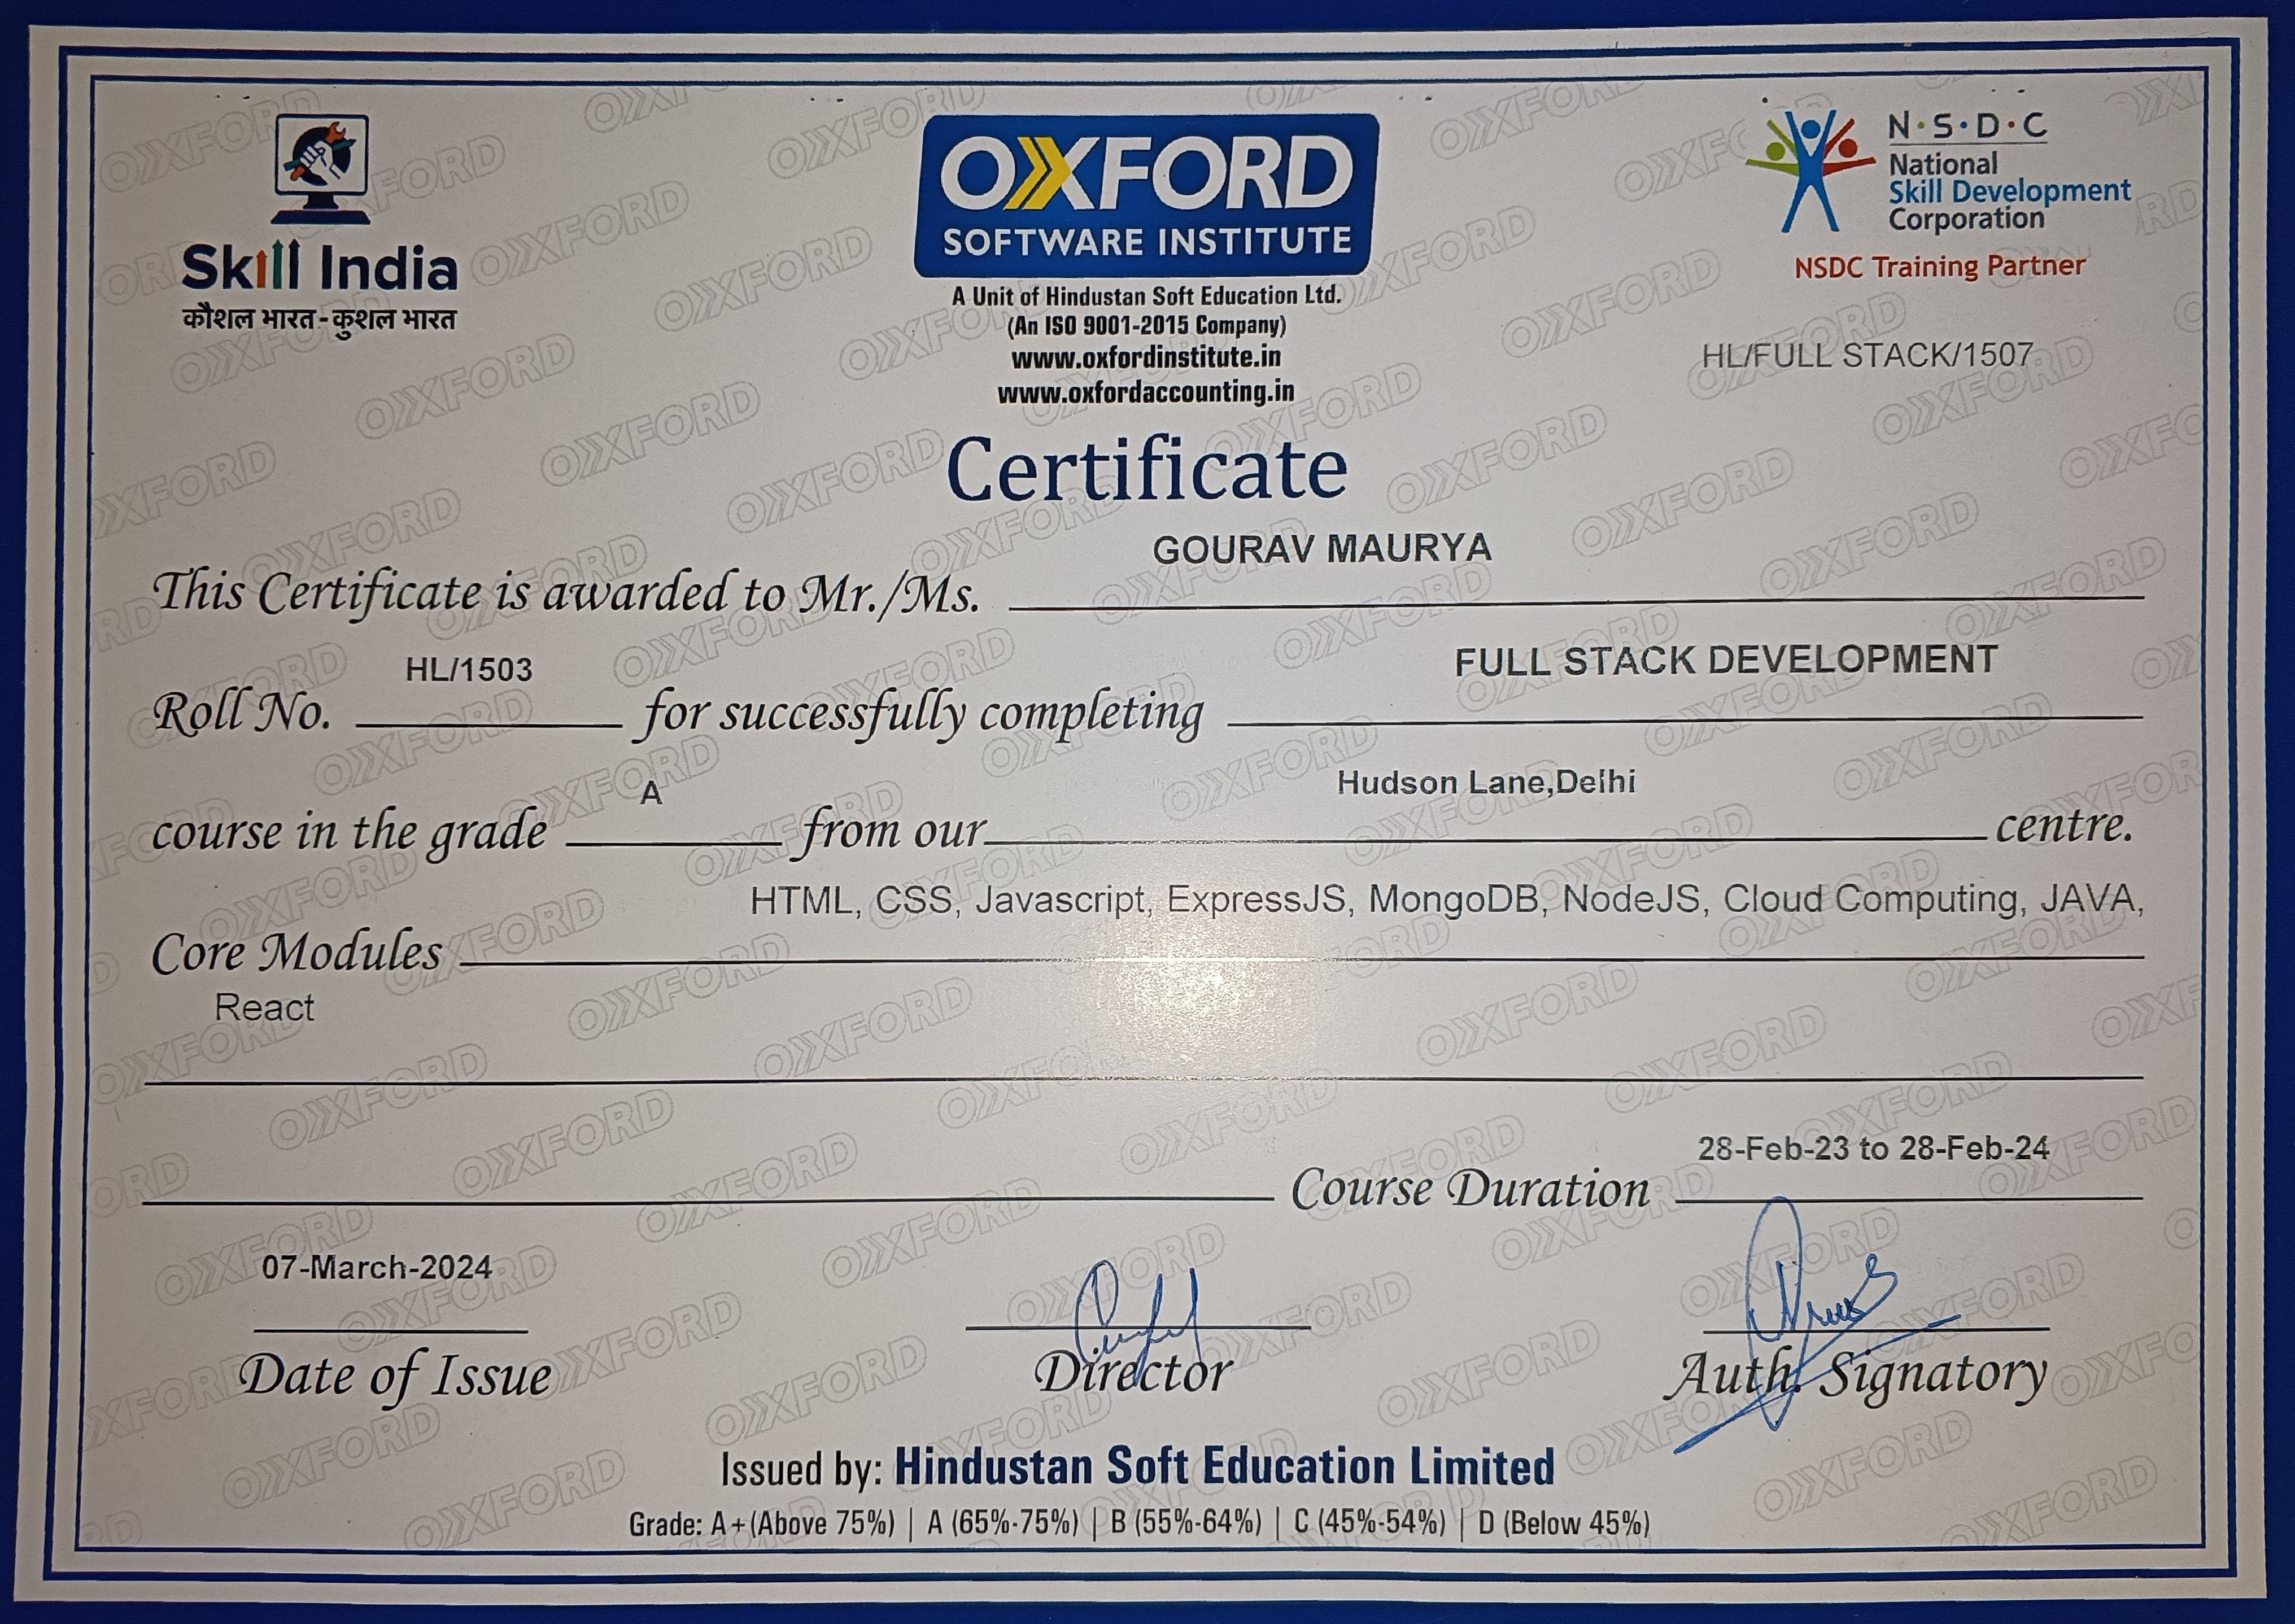 Skill India
कौशल भारत-कुशल भारत
OXFORD
SOFTWARE INSTITUTE
A Unit of Hindustan Soft Education Ltd.
(An ISO 9001-2015 Company)
www.oxfordinstitute.in
www.oxfordaccounting.in
N·S·D·C
National
Skill Development
Corporation
NSDC Training Partner
HL/FULL STACK/1507
Certificate
This Certificate is awarded to Mr./Ms. GOURAV MAURYA
Roll No. HL/1503 for successfully completing FULL STACK DEVELOPMENT
course in the grade A from our Hudson Lane,Delhi centre.
Core Modules HTML, CSS, Javascript, ExpressJS, MongoDB, NodeJS, Cloud Computing, JAVA,
React
Course Duration 28-Feb-23 to 28-Feb-24
07-March-2024
Date of Issue
Director
Auth. Signatory
Issued by: Hindustan Soft Education Limited
Grade: A+(Above 75%) | A (65%-75%) | B (55%-64%) | C (45%-54%) | D (Below 45%)